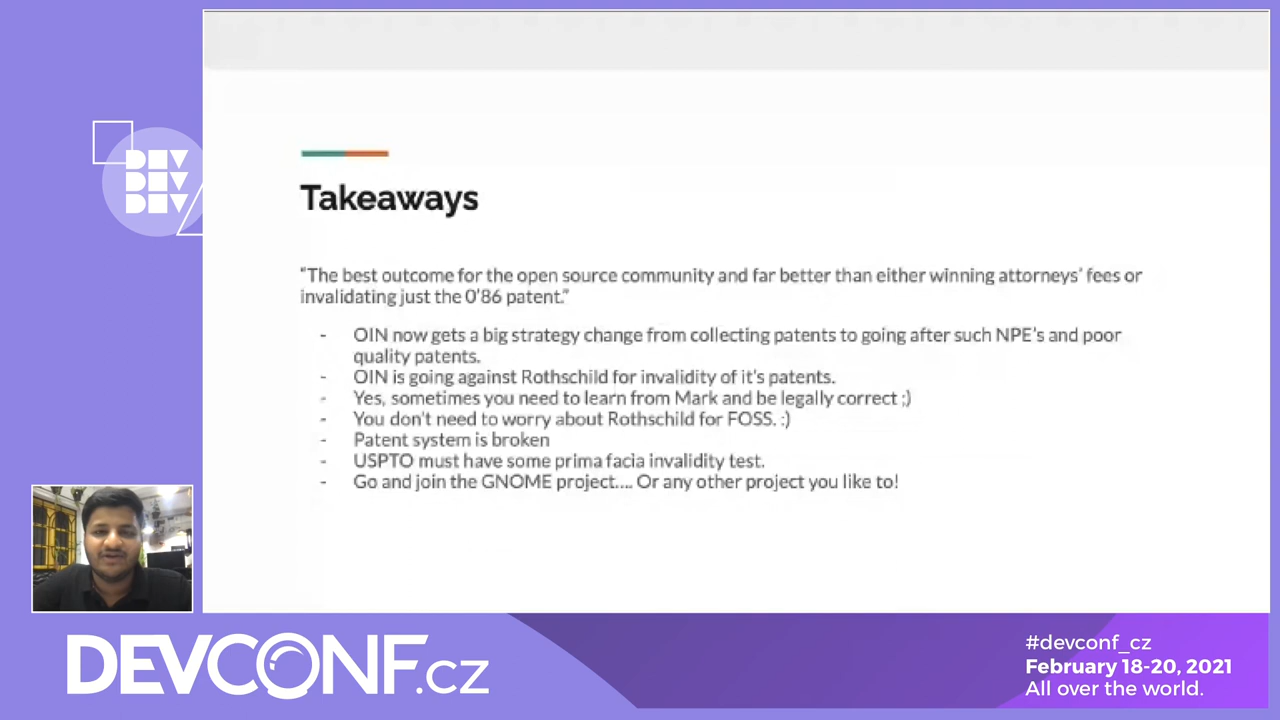 DEV
DEV
DEV
Takeaways
“The best outcome for the open source community and far better than either winning attorneys’ fees or
invalidating just the 0’86 patent.”
- OIN now gets a big strategy change from collecting patents to going after such NPE’s and poor
quality patents.
- OIN is going against Rothschild for invalidity of it’s patents.
- Yes, sometimes you need to learn from Mark and be legally correct ;)
- You don’t need to worry about Rothschild for FOSS. :)
- Patent system is broken
- USPTO must have some prima facia invalidity test.
- Go and join the GNOME project.... Or any other project you like to!
DEVCONF.cz
#devconf_cz
February 18-20, 2021
All over the world.